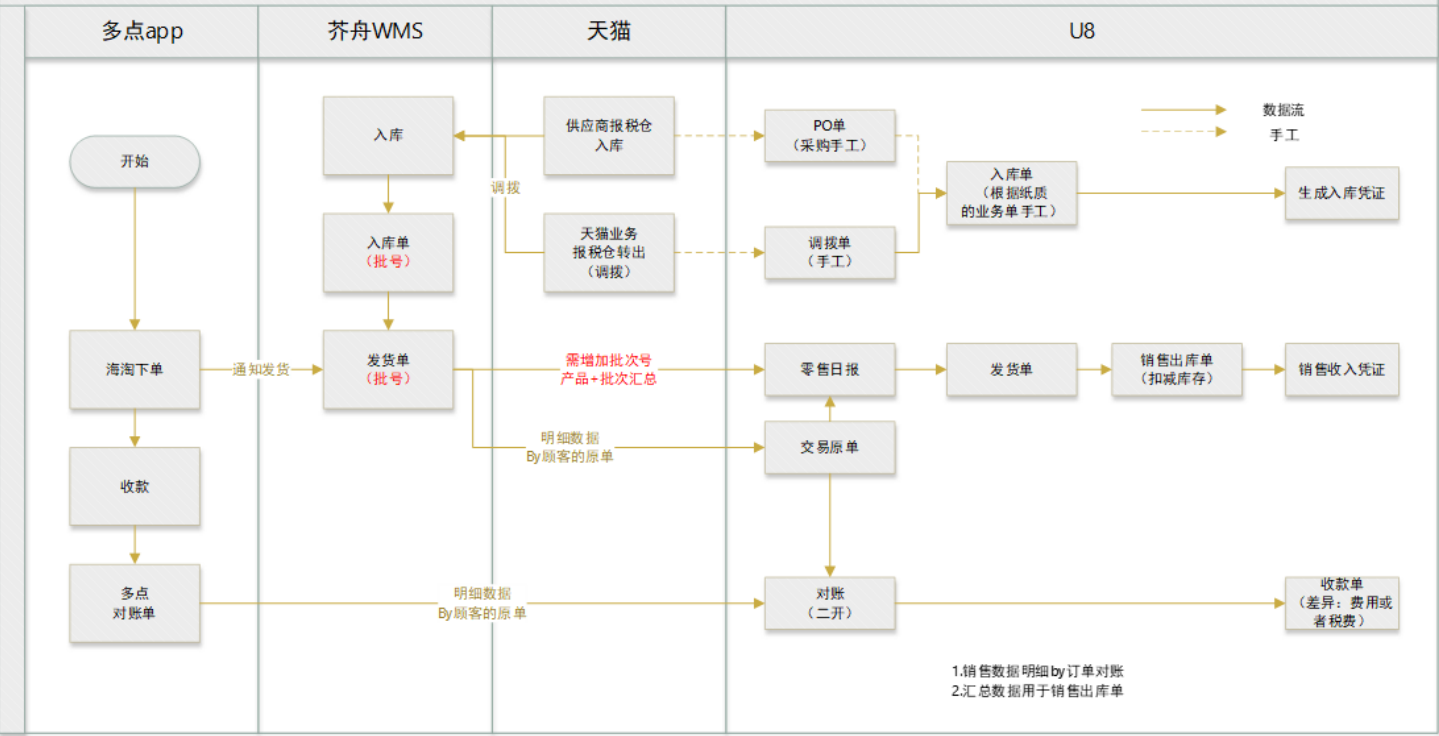 多点app
芥舟WMS
天猫
U8
开始
海淘下单
收款
多点
对账单
通知发货
入库
入库单
（批号）
发货单
（批号）
供应商报税仓
入库
调拨
天猫业务
报税仓转出
（调拨）
需增加批次号
产品+批次汇总
明细数据
By顾客的原单
明细数据
By顾客的原单
PO单
（采购手工）
调拨单
（手工）
入库单
（根据纸质
的业务单手工）
生成入库凭证
数据流
手工
零售日报
发货单
销售出库单
（扣减库存）
销售收入凭证
交易原单
对账
（二开）
收款单
（差异：费用或
者税费）
1.销售数据明细by订单对账
2.汇总数据用于销售出库单